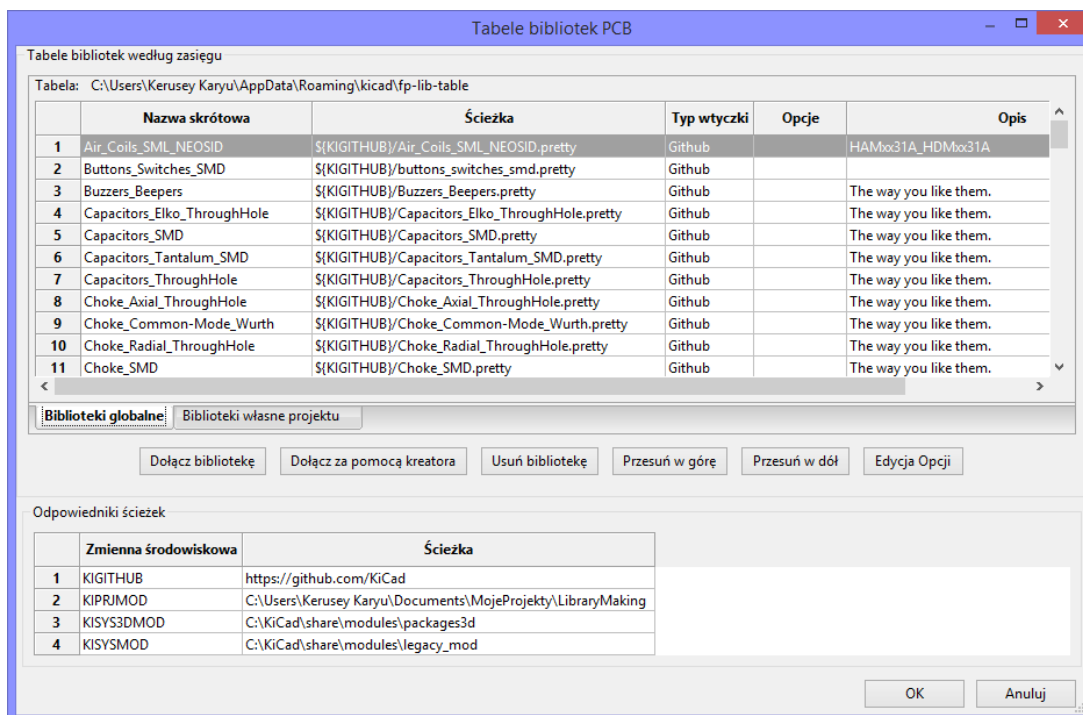 Tabele bibliotek PCB
Tabele bibliotek według zasięgu
Tabela: C:\Users\Kerusey Karyu\AppData\Roaming\kicad\fp-lib-table
Nazwa skrótowa Ścieżka Typ wtyczki Opcje Opis
1 Air_Coils_SML_NEOSID ${KIGITHUB}/Air_Coils_SML_NEOSID.pretty Github HAMxx31A_HDMxx31A
2 Buttons_Switches_SMD ${KIGITHUB}/buttons_switches_smd.pretty Github
3 Buzzers_Beepers ${KIGITHUB}/Buzzers_Beepers.pretty Github The way you like them.
4 Capacitors_Elko_ThroughHole ${KIGITHUB}/Capacitors_Elko_ThroughHole.pretty Github The way you like them.
5 Capacitors_SMD ${KIGITHUB}/Capacitors_SMD.pretty Github The way you like them.
6 Capacitors_Tantalum_SMD ${KIGITHUB}/Capacitors_Tantalum_SMD.pretty Github The way you like them.
7 Capacitors_ThroughHole ${KIGITHUB}/Capacitors_ThroughHole.pretty Github The way you like them.
8 Choke_Axial_ThroughHole ${KIGITHUB}/Choke_Axial_ThroughHole.pretty Github The way you like them.
9 Choke_Common-Mode_Wurth ${KIGITHUB}/Choke_Common-Mode_Wurth.pretty Github The way you like them.
10 Choke_Radial_ThroughHole ${KIGITHUB}/Choke_Radial_ThroughHole.pretty Github The way you like them.
11 Choke_SMD ${KIGITHUB}/Choke_SMD.pretty Github The way you like them.
Biblioteki globalne Biblioteki własne projektu
Dołącz bibliotekę Dołącz za pomocą kreatora Usuń bibliotekę Przesuń w górę Przesuń w dół Edycja Opcji
Odpowiedniki ścieżek
Zmienna środowiskowa Ścieżka
1 KIGITHUB https://github.com/KiCad
2 KIPRJMOD C:\Users\Kerusey Karyu\Documents\MojeProjekty\LibraryMaking
3 KISYS3DMOD C:\KiCad\share\modules\packages3d
4 KISYSMOD C:\KiCad\share\modules\legacy_mod
OK Anuluj